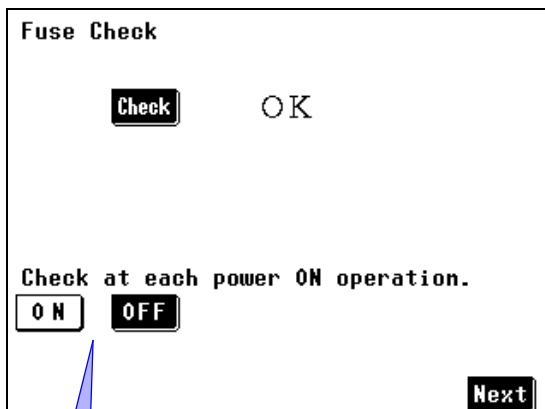 Fuse Check
Check OK
Check at each power ON operation.
ON OFF
Next